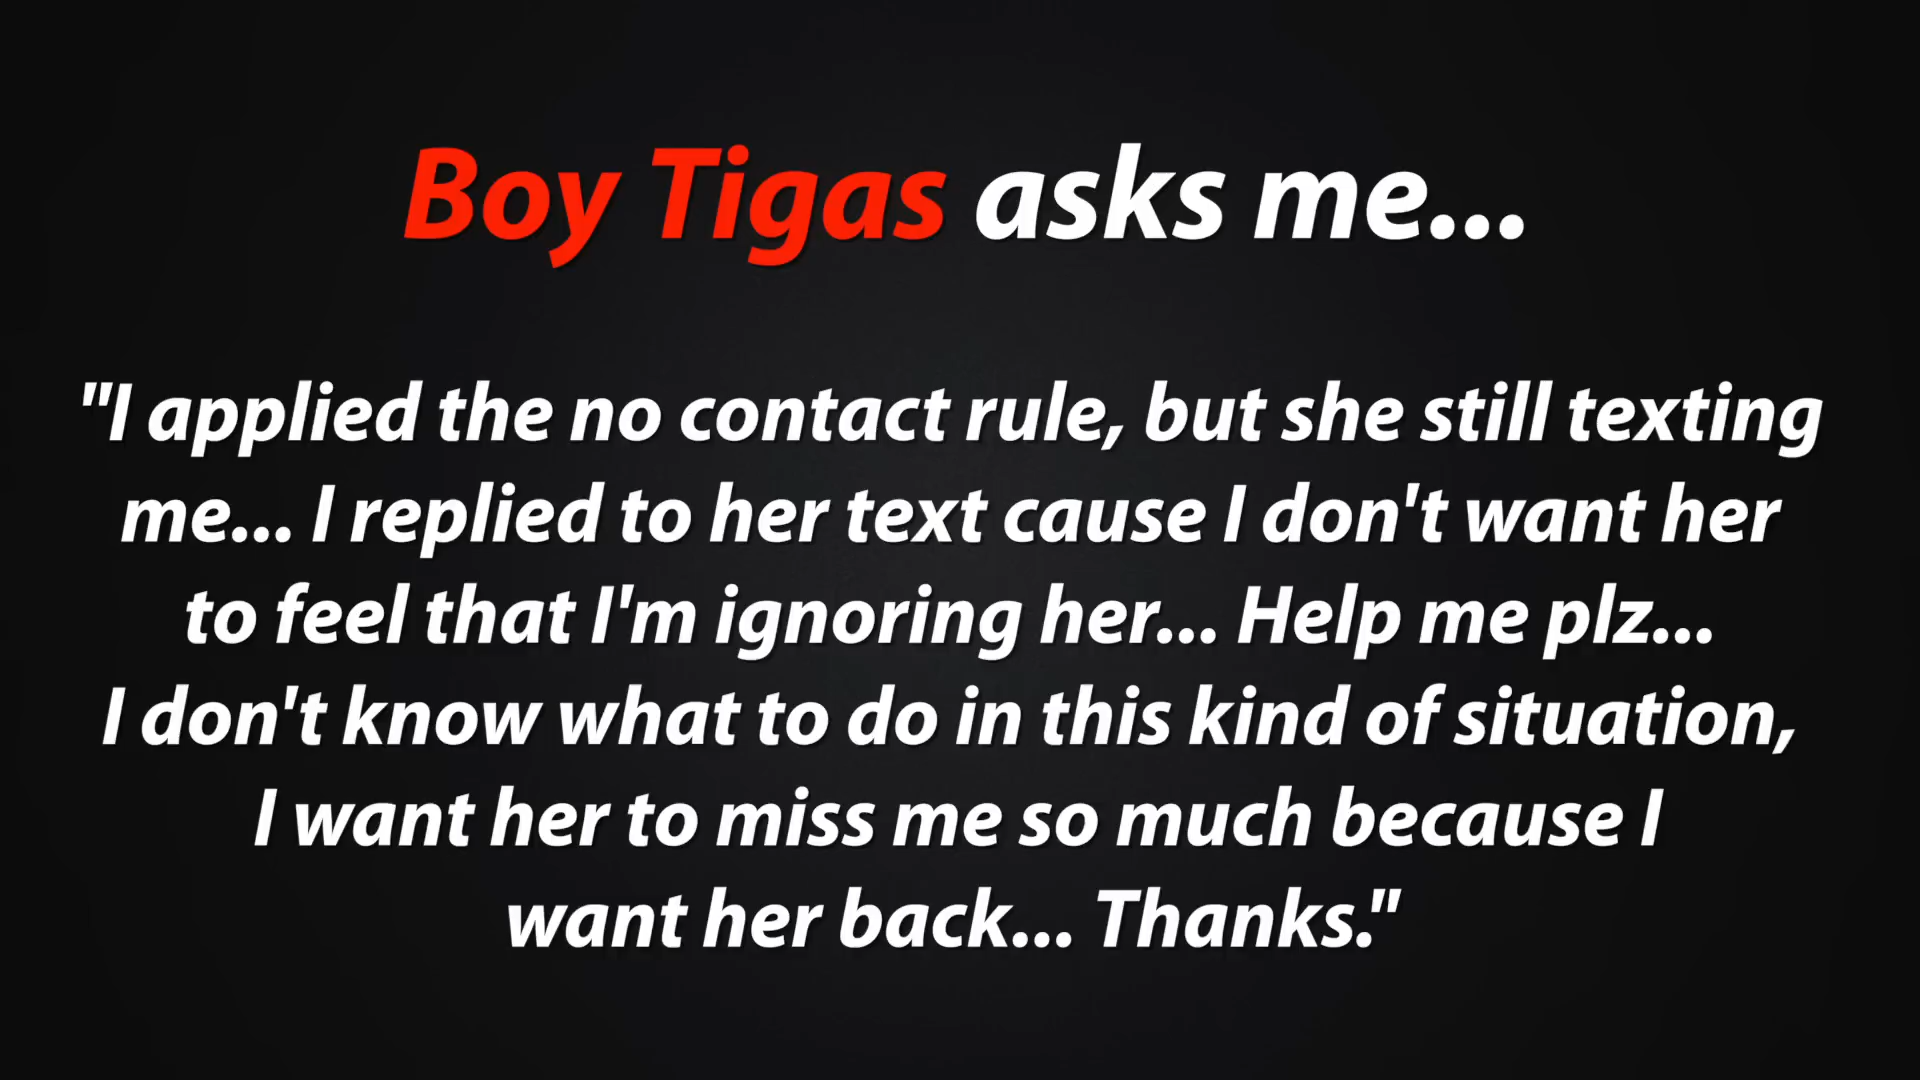 Boy Tigas asks me...
"I applied the no contact rule, but she still texting
me... I replied to her text cause I don't want her
to feel that I'm ignoring her... Help me plz...
I don't know what to do in this kind of situation,
I want her to miss me so much because I
want her back... Thanks."